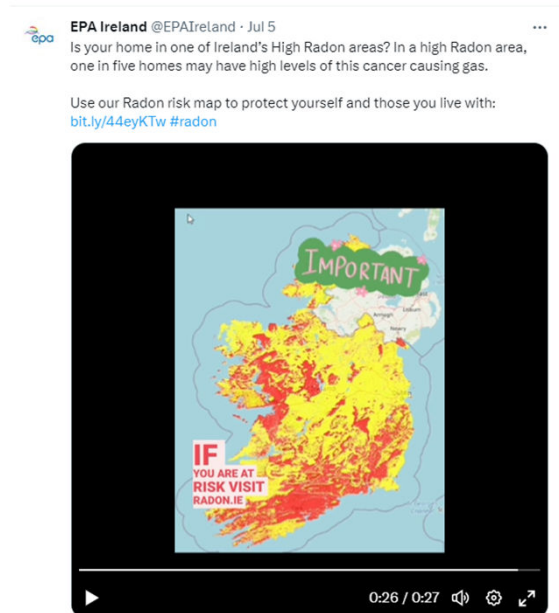 EPA Ireland @EPAIreland · Jul 5
epa
Is your home in one of Ireland's High Radon areas? In a high Radon area,
one in five homes may have high levels of this cancer causing gas.
Use our Radon risk map to protect yourself and those you live with:
bit.ly/44eyKTw #radon
IMPORTANT
Armagh
Newry
IF
YOU ARE AT
RISK VISIT
RADON.IE
0:26 / 0:27